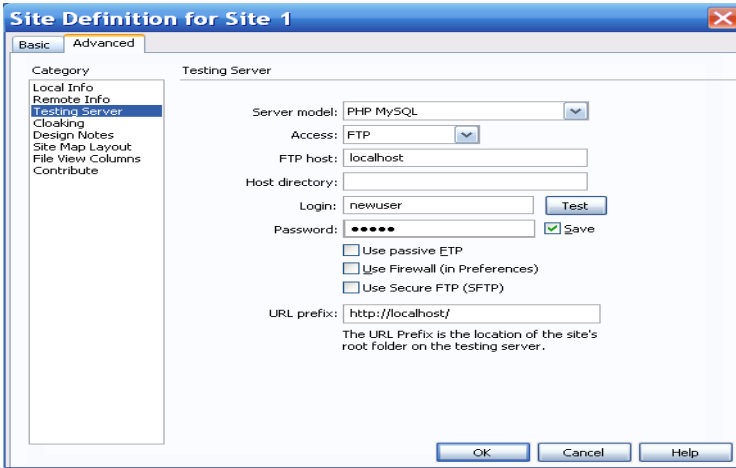 Site Definition for Site 1
Basic
Advanced
Category
Local Info
Remote Info
Testing Server
Cloaking
Design Notes
Site Map Layout
File View Columns
Contribute
Testing Server
Server model: PHP MySQL
Access: FTP
FTP host: localhost
Host directory:
Login: newuser
Test
Password: •••••
Save
Use passive FTP
Use Firewall (in Preferences)
Use Secure FTP (SFTP)
URL prefix: http://localhost/
The URL Prefix is the location of the site's
root folder on the testing server.
OK
Cancel
Help